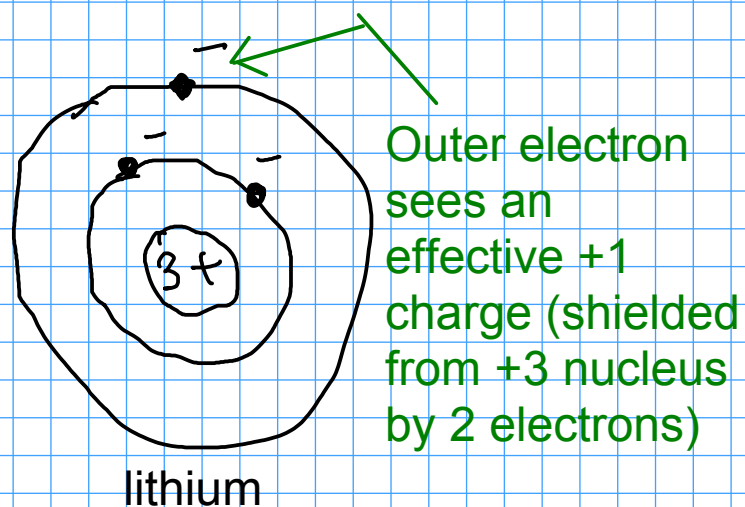 −
− −
3+
Outer electron
sees an
effective +1
charge (shielded
from +3 nucleus
by 2 electrons)
lithium